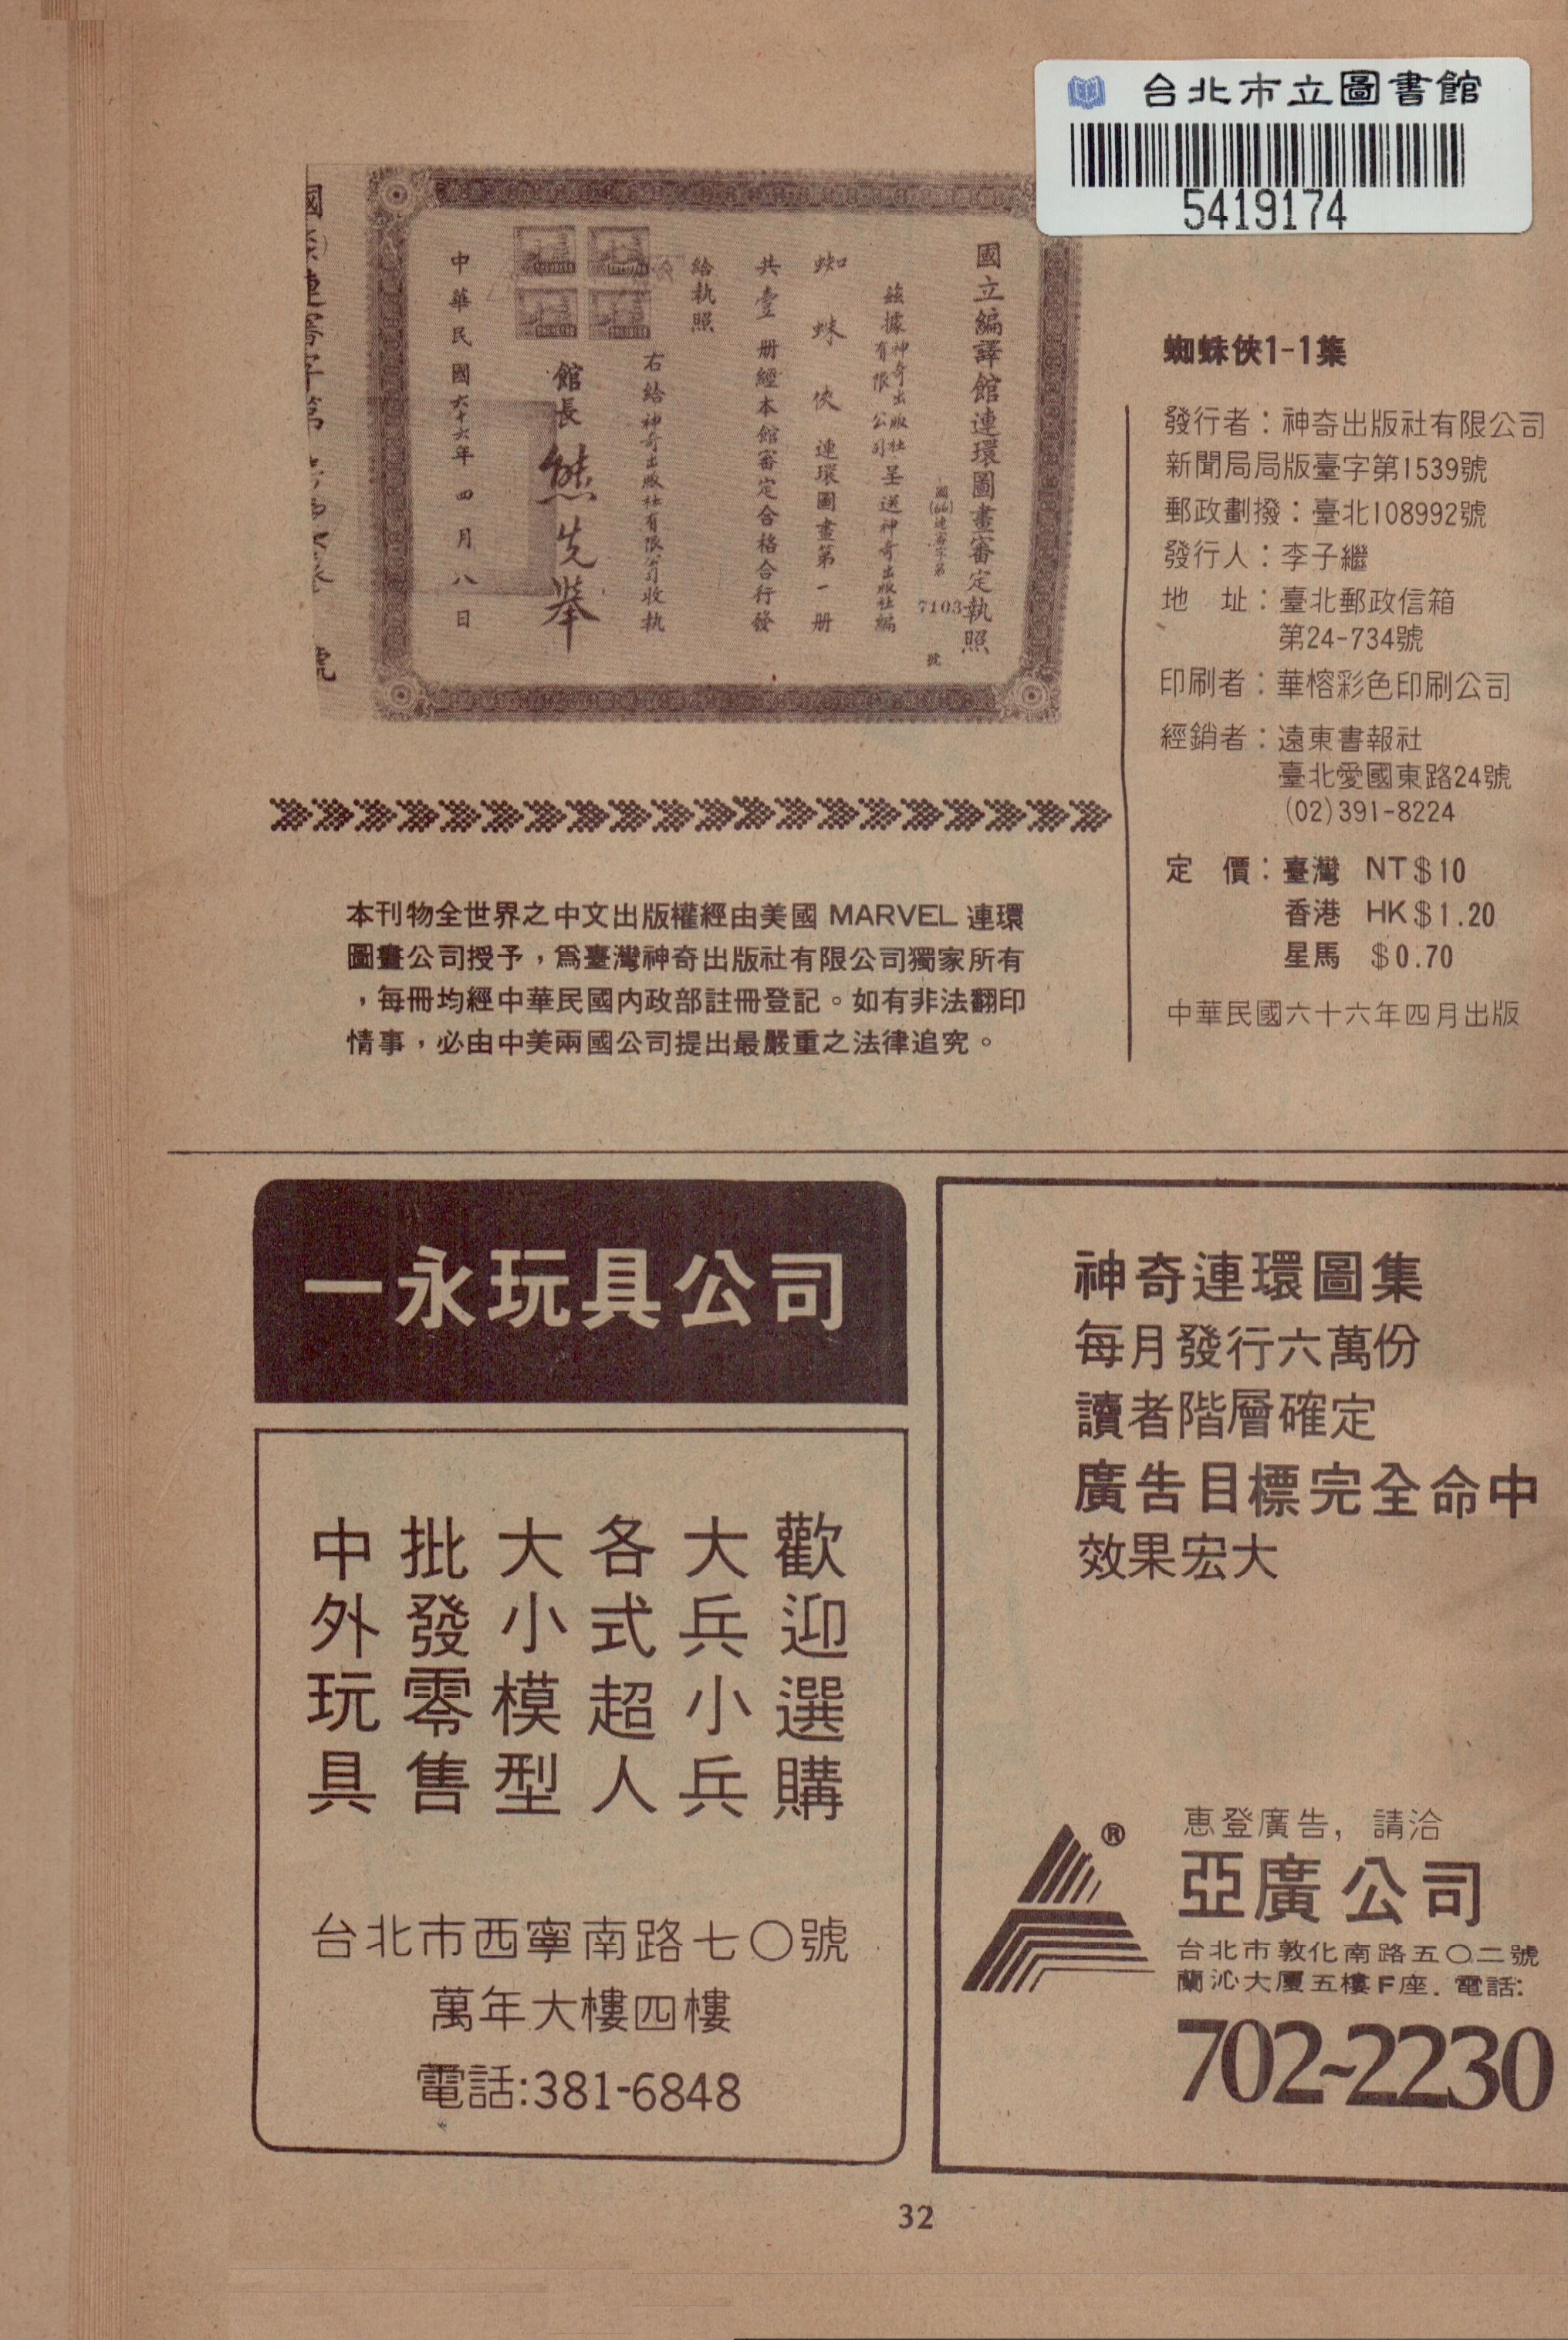 台北市立圖書館
5419174
國立編譯館連環圖畫審定執照
國(66)連審字第
7103
號
茲據神奇出版社有限公司呈送神奇出版社編
蜘蛛俠連環圖畫第一册
共壹册經本館審定合格合行發
給執照
右給神奇出版社有限公司收執
館長熊先举
中華民國六十六年四月八日
蜘蛛俠1-1集
發行者：神奇出版社有限公司
新聞局局版臺字第1539號
郵政劃撥：臺北108992號
發行人：李子繼
地　址：臺北郵政信箱
第24-734號
印刷者：華榕彩色印刷公司
經銷者：遠東書報社
臺北愛國東路24號
(02)391-8224
定　價：臺灣　NT＄10
香港　HK＄1.20
星馬　＄0.70
中華民國六十六年四月出版
本刊物全世界之中文出版權經由美國 MARVEL 連環
圖畫公司授予，爲臺灣神奇出版社有限公司獨家所有
，每冊均經中華民國內政部註冊登記。如有非法翻印
情事，必由中美兩國公司提出最嚴重之法律追究。
一永玩具公司
歡迎選購
大兵小兵
各式超人
大小模型
批發零售
中外玩具
台北市西寧南路七〇號
萬年大樓四樓
電話:381-6848
神奇連環圖集
每月發行六萬份
讀者階層確定
廣告目標完全命中
效果宏大
®
惠登廣告，請洽
亞廣公司
台北市敦化南路五〇二號
蘭沁大厦五樓F座．電話:
702-2230
32